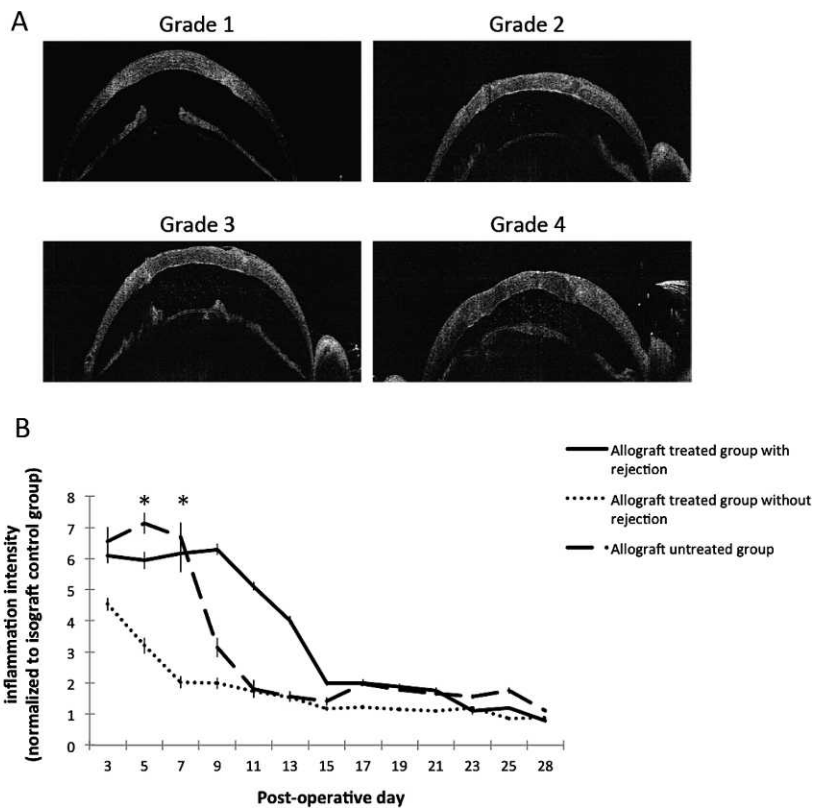 A
Grade 1
Grade 2
Grade 3
Grade 4
B
inflammation intensity
(normalized to isograft control group)
8
7
6
5
4
3
2
1
0
* *
3 5 7 9 11 13 15 17 19 21 23 25 28
Post-operative day
Allograft treated group with
rejection
Allograft treated group without
rejection
Allograft untreated group